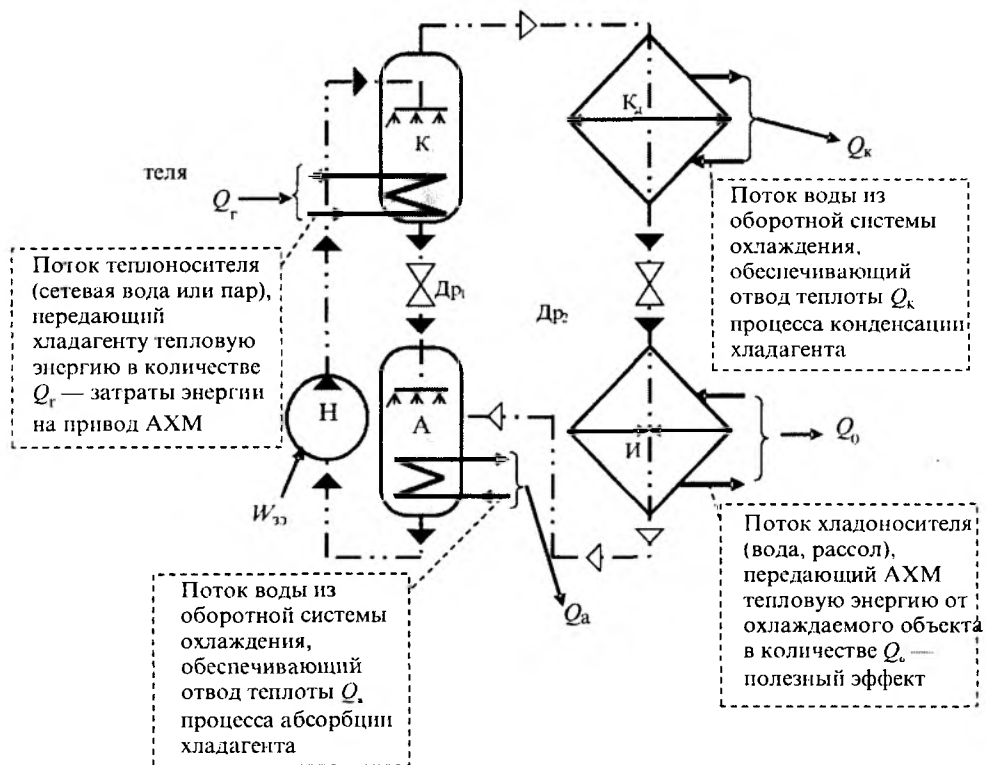 К
К_д
Q_к
теля
Q_г
Поток теплоносителя
(сетевая вода или пар),
передающий
хладагенту тепловую
энергию в количестве
Q_г — затраты энергии
на привод АХМ
Др₁
Др₂
Поток воды из
оборотной системы
охлаждения,
обеспечивающий
отвод теплоты Q_к
процесса конденсации
хладагента
Н
А
И
Q_0
W_ээ
Q_а
Поток воды из
оборотной системы
охлаждения,
обеспечивающий
отвод теплоты Q_а
процесса абсорбции
хладагента
Поток хладоносителя
(вода, рассол),
передающий АХМ
тепловую энергию от
охлаждаемого объекта
в количестве Q_о —
полезный эффект